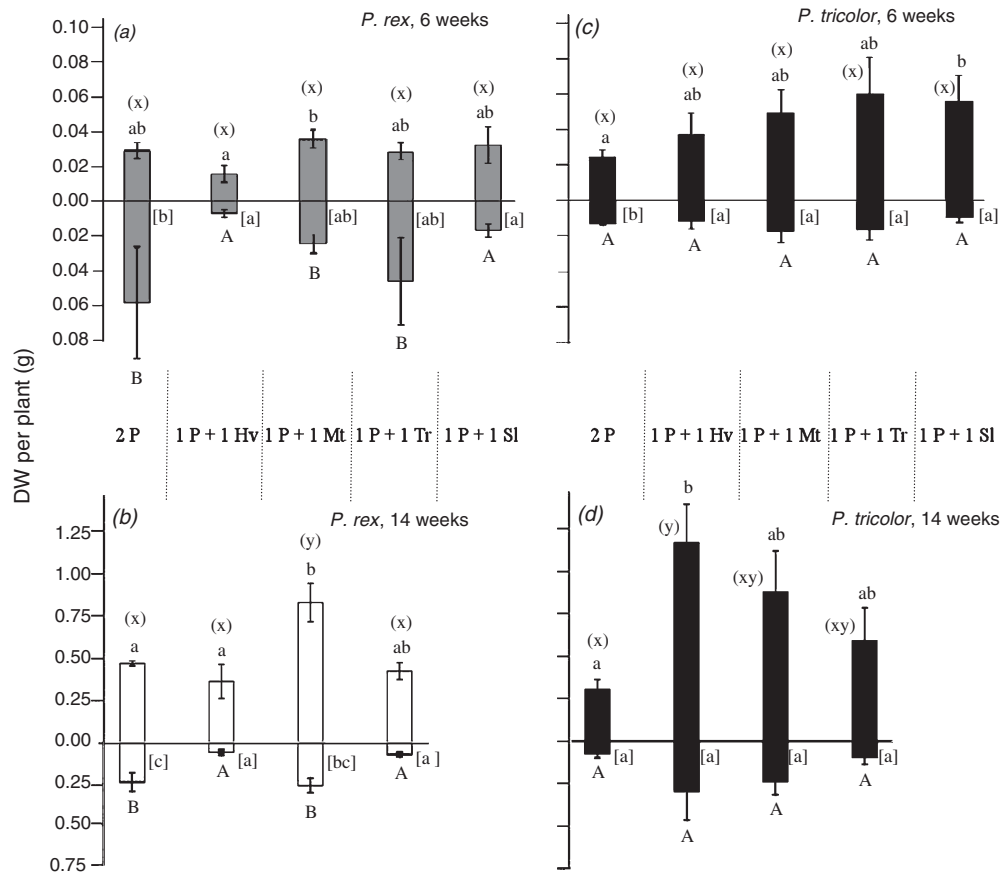 (a) P. rex, 6 weeks
0.10
0.08
0.06
0.04
0.02
0.00
0.02
0.04
0.06
0.08
(x) (x) (x) (x) (x)
ab a b ab ab
[b] [a] [ab] [ab] [a]
B A B B A
(c) P. tricolor, 6 weeks
(x) (x) (x) (x) (x)
a ab ab ab b
[b] [a] [a] [a] [a]
A A A A A
DW per plant (g)
2 P 1 P + 1 Hv 1 P + 1 Mt 1 P + 1 Tr 1 P + 1 Sl
2 P 1 P + 1 Hv 1 P + 1 Mt 1 P + 1 Tr 1 P + 1 Sl
(b) P. rex, 14 weeks
1.25
1.00
0.75
0.50
0.25
0.00
0.25
0.50
0.75
(x) (x) (y) (x)
a a b ab
[c] [a] [bc] [a]
B A B A
(d) P. tricolor, 14 weeks
(x) (y) (xy) (xy)
a b ab ab
[a] [a] [a] [a]
A A A A